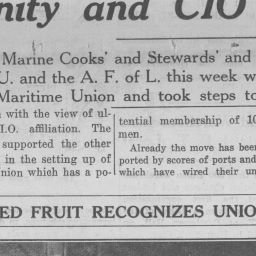 nity and CIO
Marine Cooks' and Stewards' and
U. and the A. F. of L. this week w
Maritime Union and took steps to
with the view of ul-
I.O. affiliation. The
supported the other
in the setting up of
nion which has a po-
tential membership of 10
men.
Already the move has been
ported by scores of ports and
which have wired their un
ED FRUIT RECOGNIZES UNIO